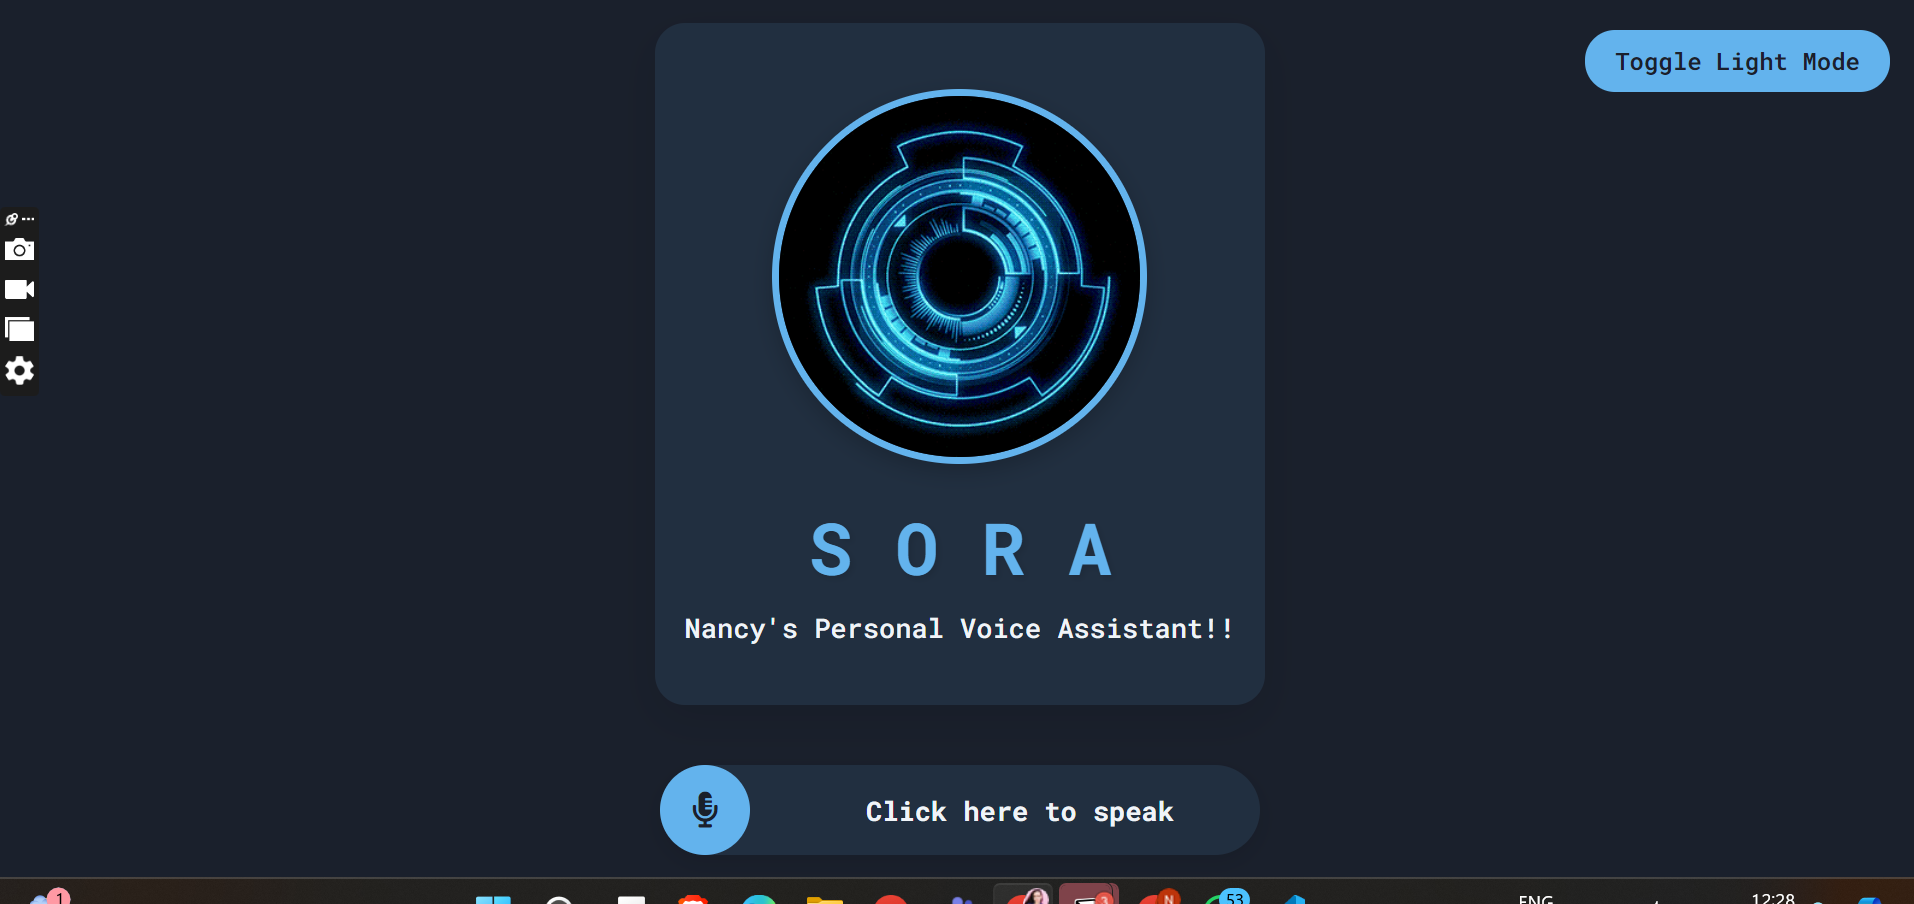 Toggle Light Mode
S O R A
Nancy's Personal Voice Assistant!!
Click here to speak
1
3
N
53
ENG
12:28